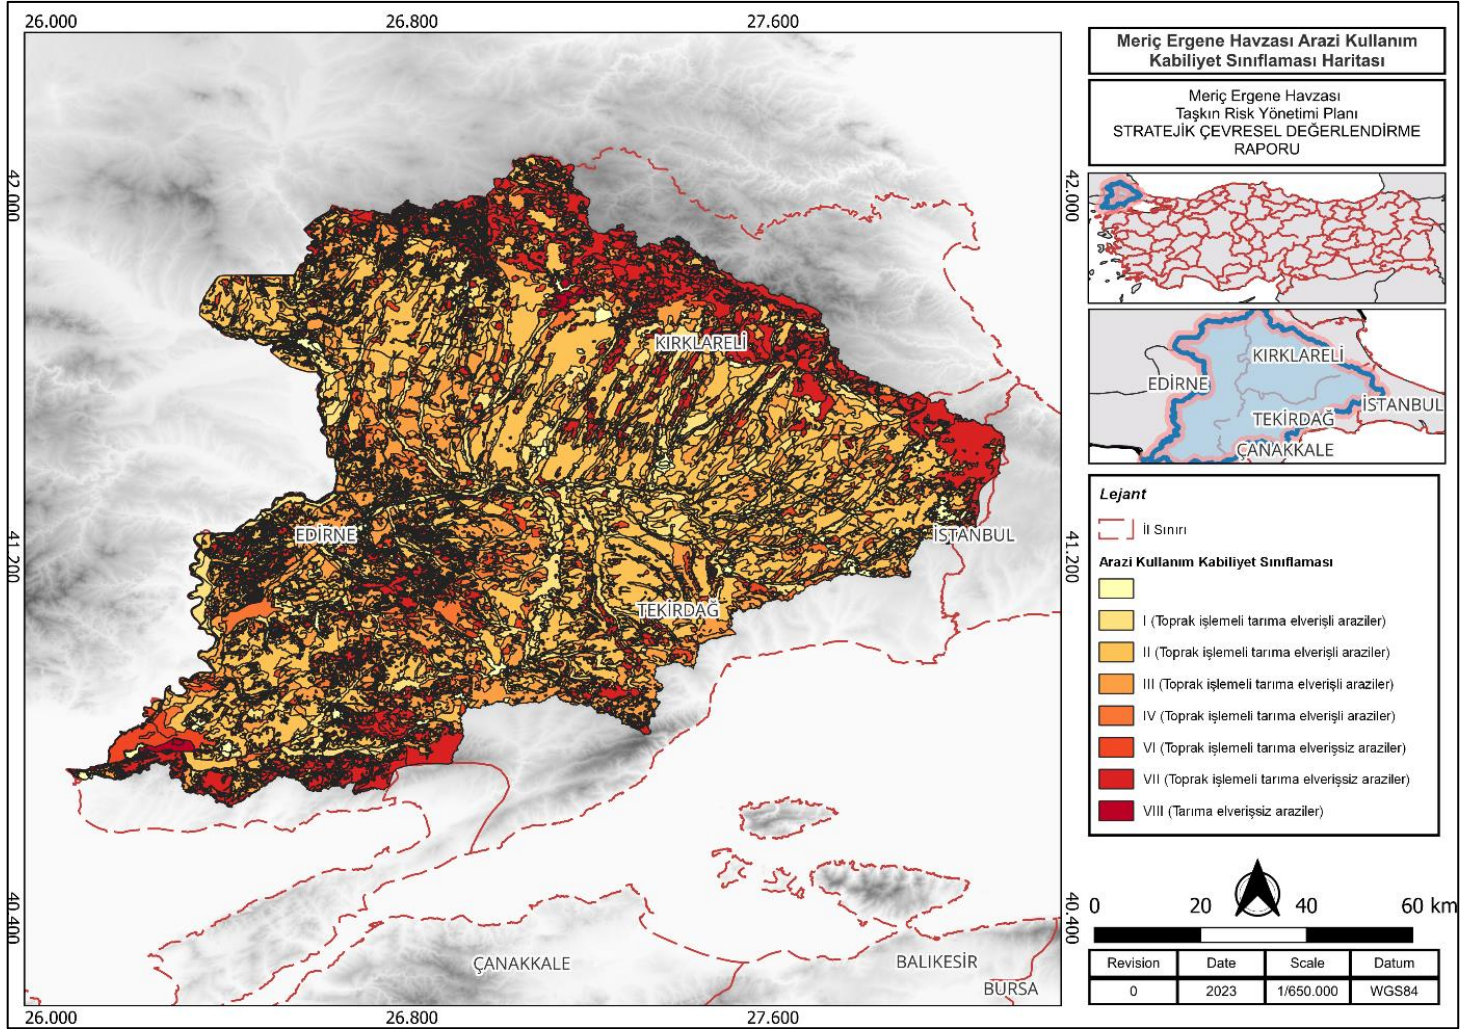 26.000
26.800
27.600
42.000
42.000
41.200
41.200
40.400
40.400
KIRKLARELİ
EDİRNE
İSTANBUL
TEKİRDAĞ
ÇANAKKALE
BALIKESİR
BURSA
26.000
26.800
27.600
Meriç Ergene Havzası Arazi Kullanım
Kabiliyet Sınıflaması Haritası
Meriç Ergene Havzası
Taşkın Risk Yönetimi Planı
STRATEJİK ÇEVRESEL DEĞERLENDİRME
RAPORU
KIRKLARELİ
EDİRNE
İSTANBUL
TEKİRDAĞ
ÇANAKKALE
Lejant
İl Sınırı
Arazi Kullanım Kabiliyet Sınıflaması
I (Toprak işlemeli tarıma elverişli araziler)
II (Toprak işlemeli tarıma elverişli araziler)
III (Toprak işlemeli tarıma elverişli araziler)
IV (Toprak işlemeli tarıma elverişli araziler)
VI (Toprak işlemeli tarıma elverişsiz araziler)
VII (Toprak işlemeli tarıma elverişsiz araziler)
VIII (Tarıma elverişsiz araziler)
0 20 40 60 km
Revision Date Scale Datum
0 2023 1/650.000 WGS84